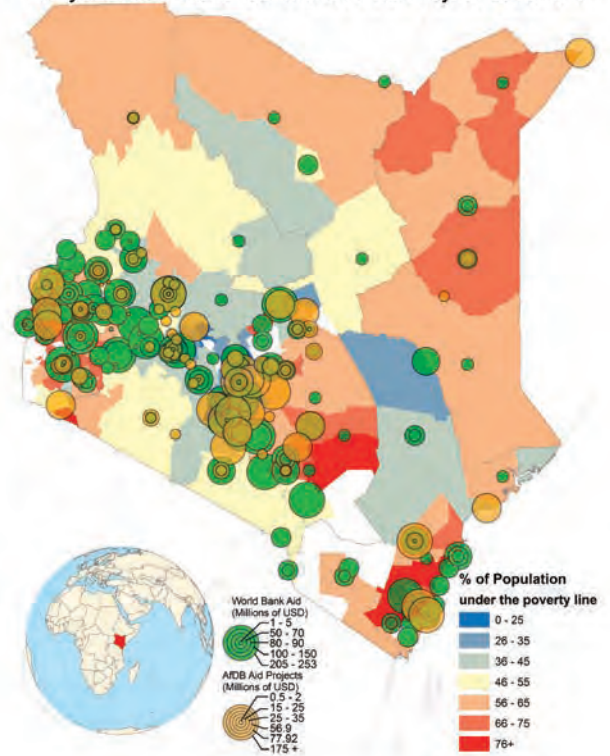 World Bank Aid
(Millions of USD)
1 - 5
50 - 70
80 - 90
100 - 150
205 - 253
AfDB Aid Projects
(Millions of USD)
0.5 - 2
15 - 25
25 - 35
56.9
77.92
175 +
% of Population
under the poverty line
0 - 25
26 - 35
36 - 45
46 - 55
56 - 65
66 - 75
76+